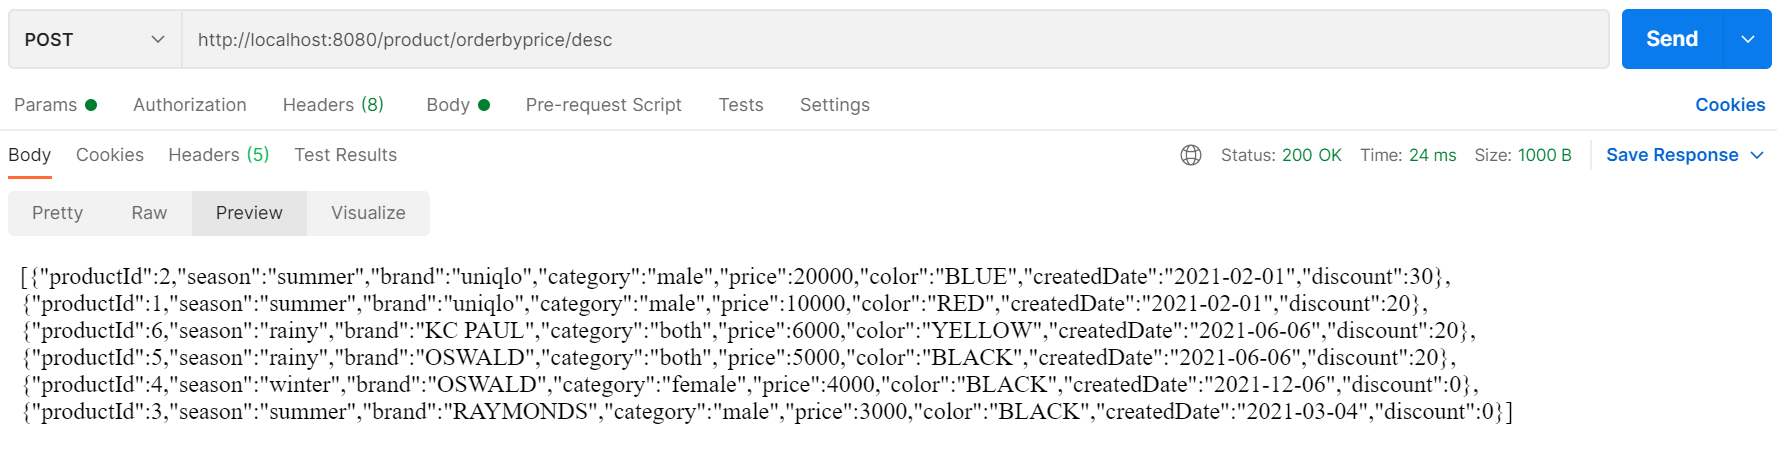 POST http://localhost:8080/product/orderbyprice/desc Send
Params Authorization Headers (8) Body Pre-request Script Tests Settings Cookies
Body Cookies Headers (5) Test Results Status: 200 OK Time: 24 ms Size: 1000 B Save Response
Pretty Raw Preview Visualize
[{"productId":2,"season":"summer","brand":"uniqlo","category":"male","price":20000,"color":"BLUE","createdDate":"2021-02-01","discount":30},
{"productId":1,"season":"summer","brand":"uniqlo","category":"male","price":10000,"color":"RED","createdDate":"2021-02-01","discount":20},
{"productId":6,"season":"rainy","brand":"KC PAUL","category":"both","price":6000,"color":"YELLOW","createdDate":"2021-06-06","discount":20},
{"productId":5,"season":"rainy","brand":"OSWALD","category":"both","price":5000,"color":"BLACK","createdDate":"2021-06-06","discount":20},
{"productId":4,"season":"winter","brand":"OSWALD","category":"female","price":4000,"color":"BLACK","createdDate":"2021-12-06","discount":0},
{"productId":3,"season":"summer","brand":"RAYMONDS","category":"male","price":3000,"color":"BLACK","createdDate":"2021-03-04","discount":0}]